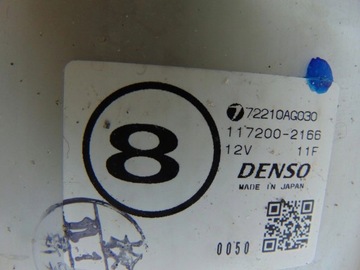 8
72210AG030
117200-2166
12V 11F
DENSO
MADE IN JAPAN
0050